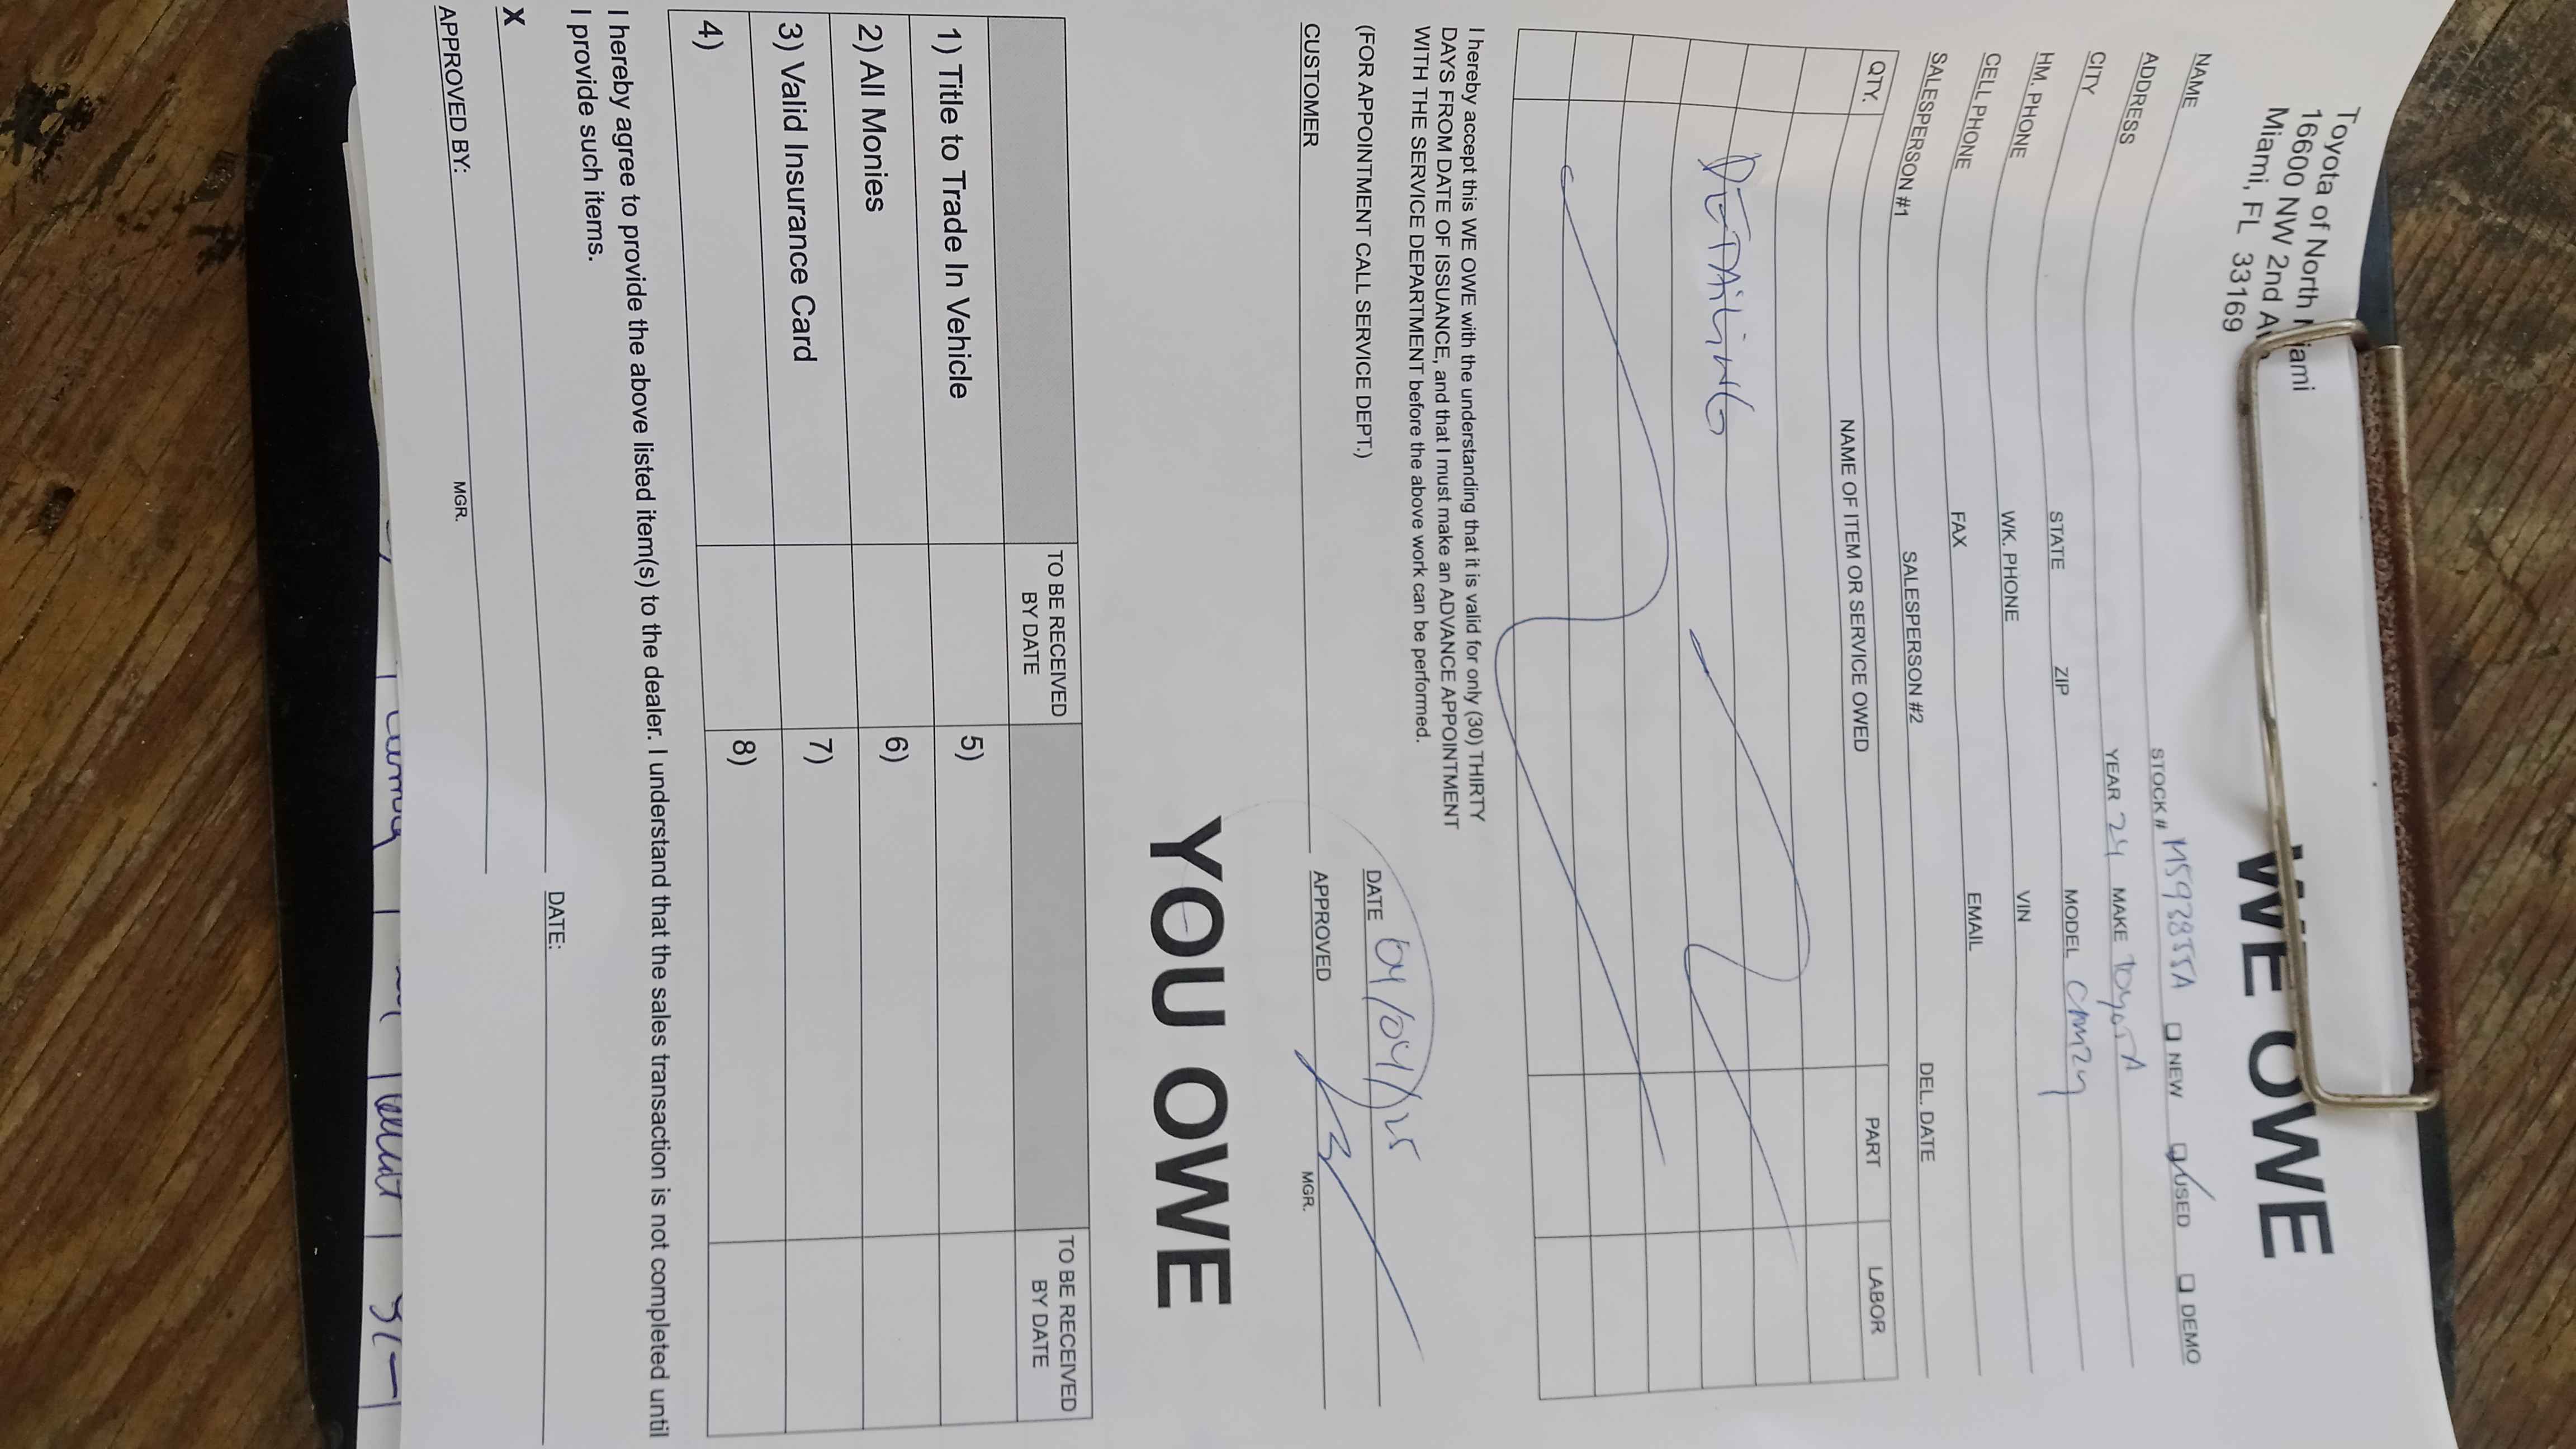 Toyota of North Miami
16600 NW 2nd Av
Miami, FL 33169
WE OWE
NAME
STOCK# M592855A ☐ NEW ☑ USED ☐ DEMO
ADDRESS
YEAR 24 MAKE TOYOTA
CITY STATE ZIP
MODEL CAMRY
HM. PHONE WK. PHONE VIN
CELL PHONE FAX EMAIL
SALESPERSON #1 SALESPERSON #2 DEL. DATE
QTY. NAME OF ITEM OR SERVICE OWED PART LABOR
DETAILING
I hereby accept this WE OWE with the understanding that it is valid for only (30) THIRTY
DAYS FROM DATE OF ISSUANCE, and that I must make an ADVANCE APPOINTMENT
WITH THE SERVICE DEPARTMENT before the above work can be performed.
(FOR APPOINTMENT CALL SERVICE DEPT.)
DATE 04/04/25
CUSTOMER APPROVED MGR.
YOU OWE
TO BE RECEIVED BY DATE TO BE RECEIVED BY DATE
1) Title to Trade In Vehicle 5)
2) All Monies 6)
3) Valid Insurance Card 7)
4) 8)
I hereby agree to provide the above listed item(s) to the dealer. I understand that the sales transaction is not completed until
I provide such items.
X DATE:
APPROVED BY: MGR.